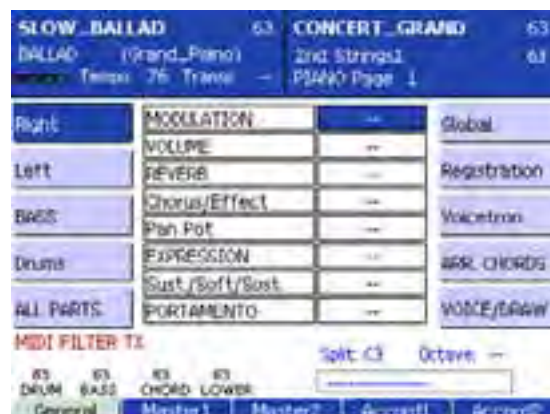 SLOW_BALLAD 63 CONCERT_GRAND 63
BALLAD (Grand_Piano) 2nd Strings1 63
Tempo 76 Transp -- PIANO Page 1
Right MODULATION -- Global
VOLUME --
Left REVERB -- Registration
Chorus/Effect --
BASS Pan Pot -- Voicetron
Drums EXPRESSION -- ARR. CHORDS
Sust./Soft/Sost. --
ALL PARTS PORTAMENTO -- VOICE/DRAW
MIDI FILTER TX
Split: C3 Octave: --
63 63 63 63
DRUM BASS CHORD LOWER
General Master1 Master2 Accomp1 Accomp2